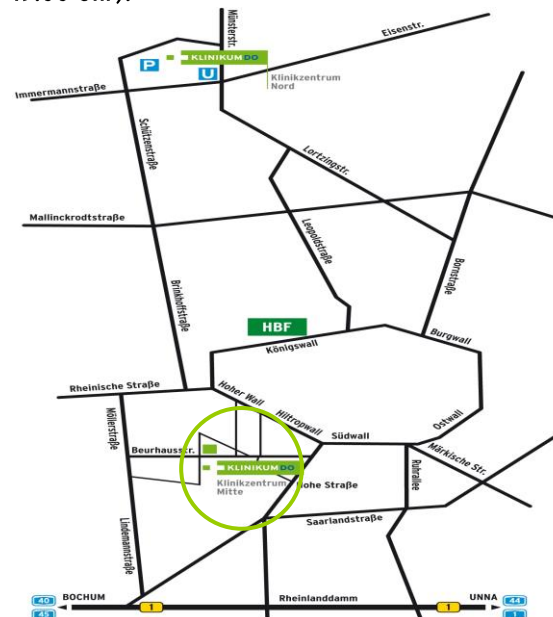 Münsterstr.
Eisenstr.
KLINIKUMDO
P
U
Klinikzentrum
Nord
Immermannstraße
Schützenstraße
Lortzingstr.
Mallinckrodtstraße
Leopoldstraße
Bornstraße
Brinkhoffstraße
HBF
Königswall
Burgwall
Rheinische Straße
Hoher Wall
Hiltropwall
Ostwall
Möllerstraße
Südwall
Beurhausstr.
Märkische Str.
KLINIKUMDO
Ruhrallee
Klinikzentrum
Mitte
Hohe Straße
Saarlandstraße
Lindemannstraße
40 BOCHUM
Rheinlanddamm
UNNA 44
1
1
45
1